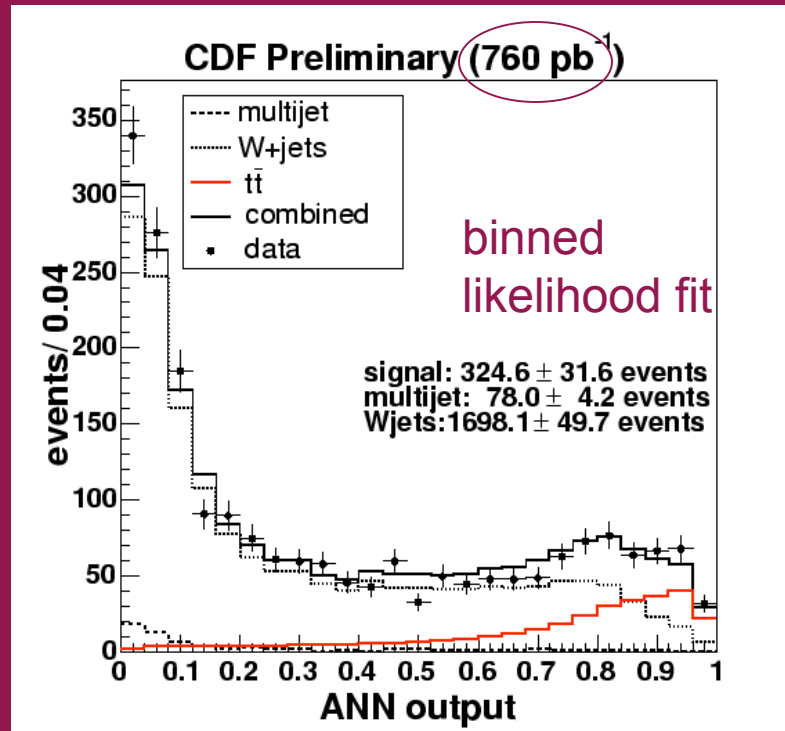 CDF Preliminary (760 pb⁻¹)
multijet
W+jets
tt̄
combined
data
binned
likelihood fit
signal: 324.6 ± 31.6 events
multijet: 78.0 ± 4.2 events
Wjets:1698.1± 49.7 events
events/ 0.04
350
300
250
200
150
100
50
0
0 0.1 0.2 0.3 0.4 0.5 0.6 0.7 0.8 0.9 1
ANN output